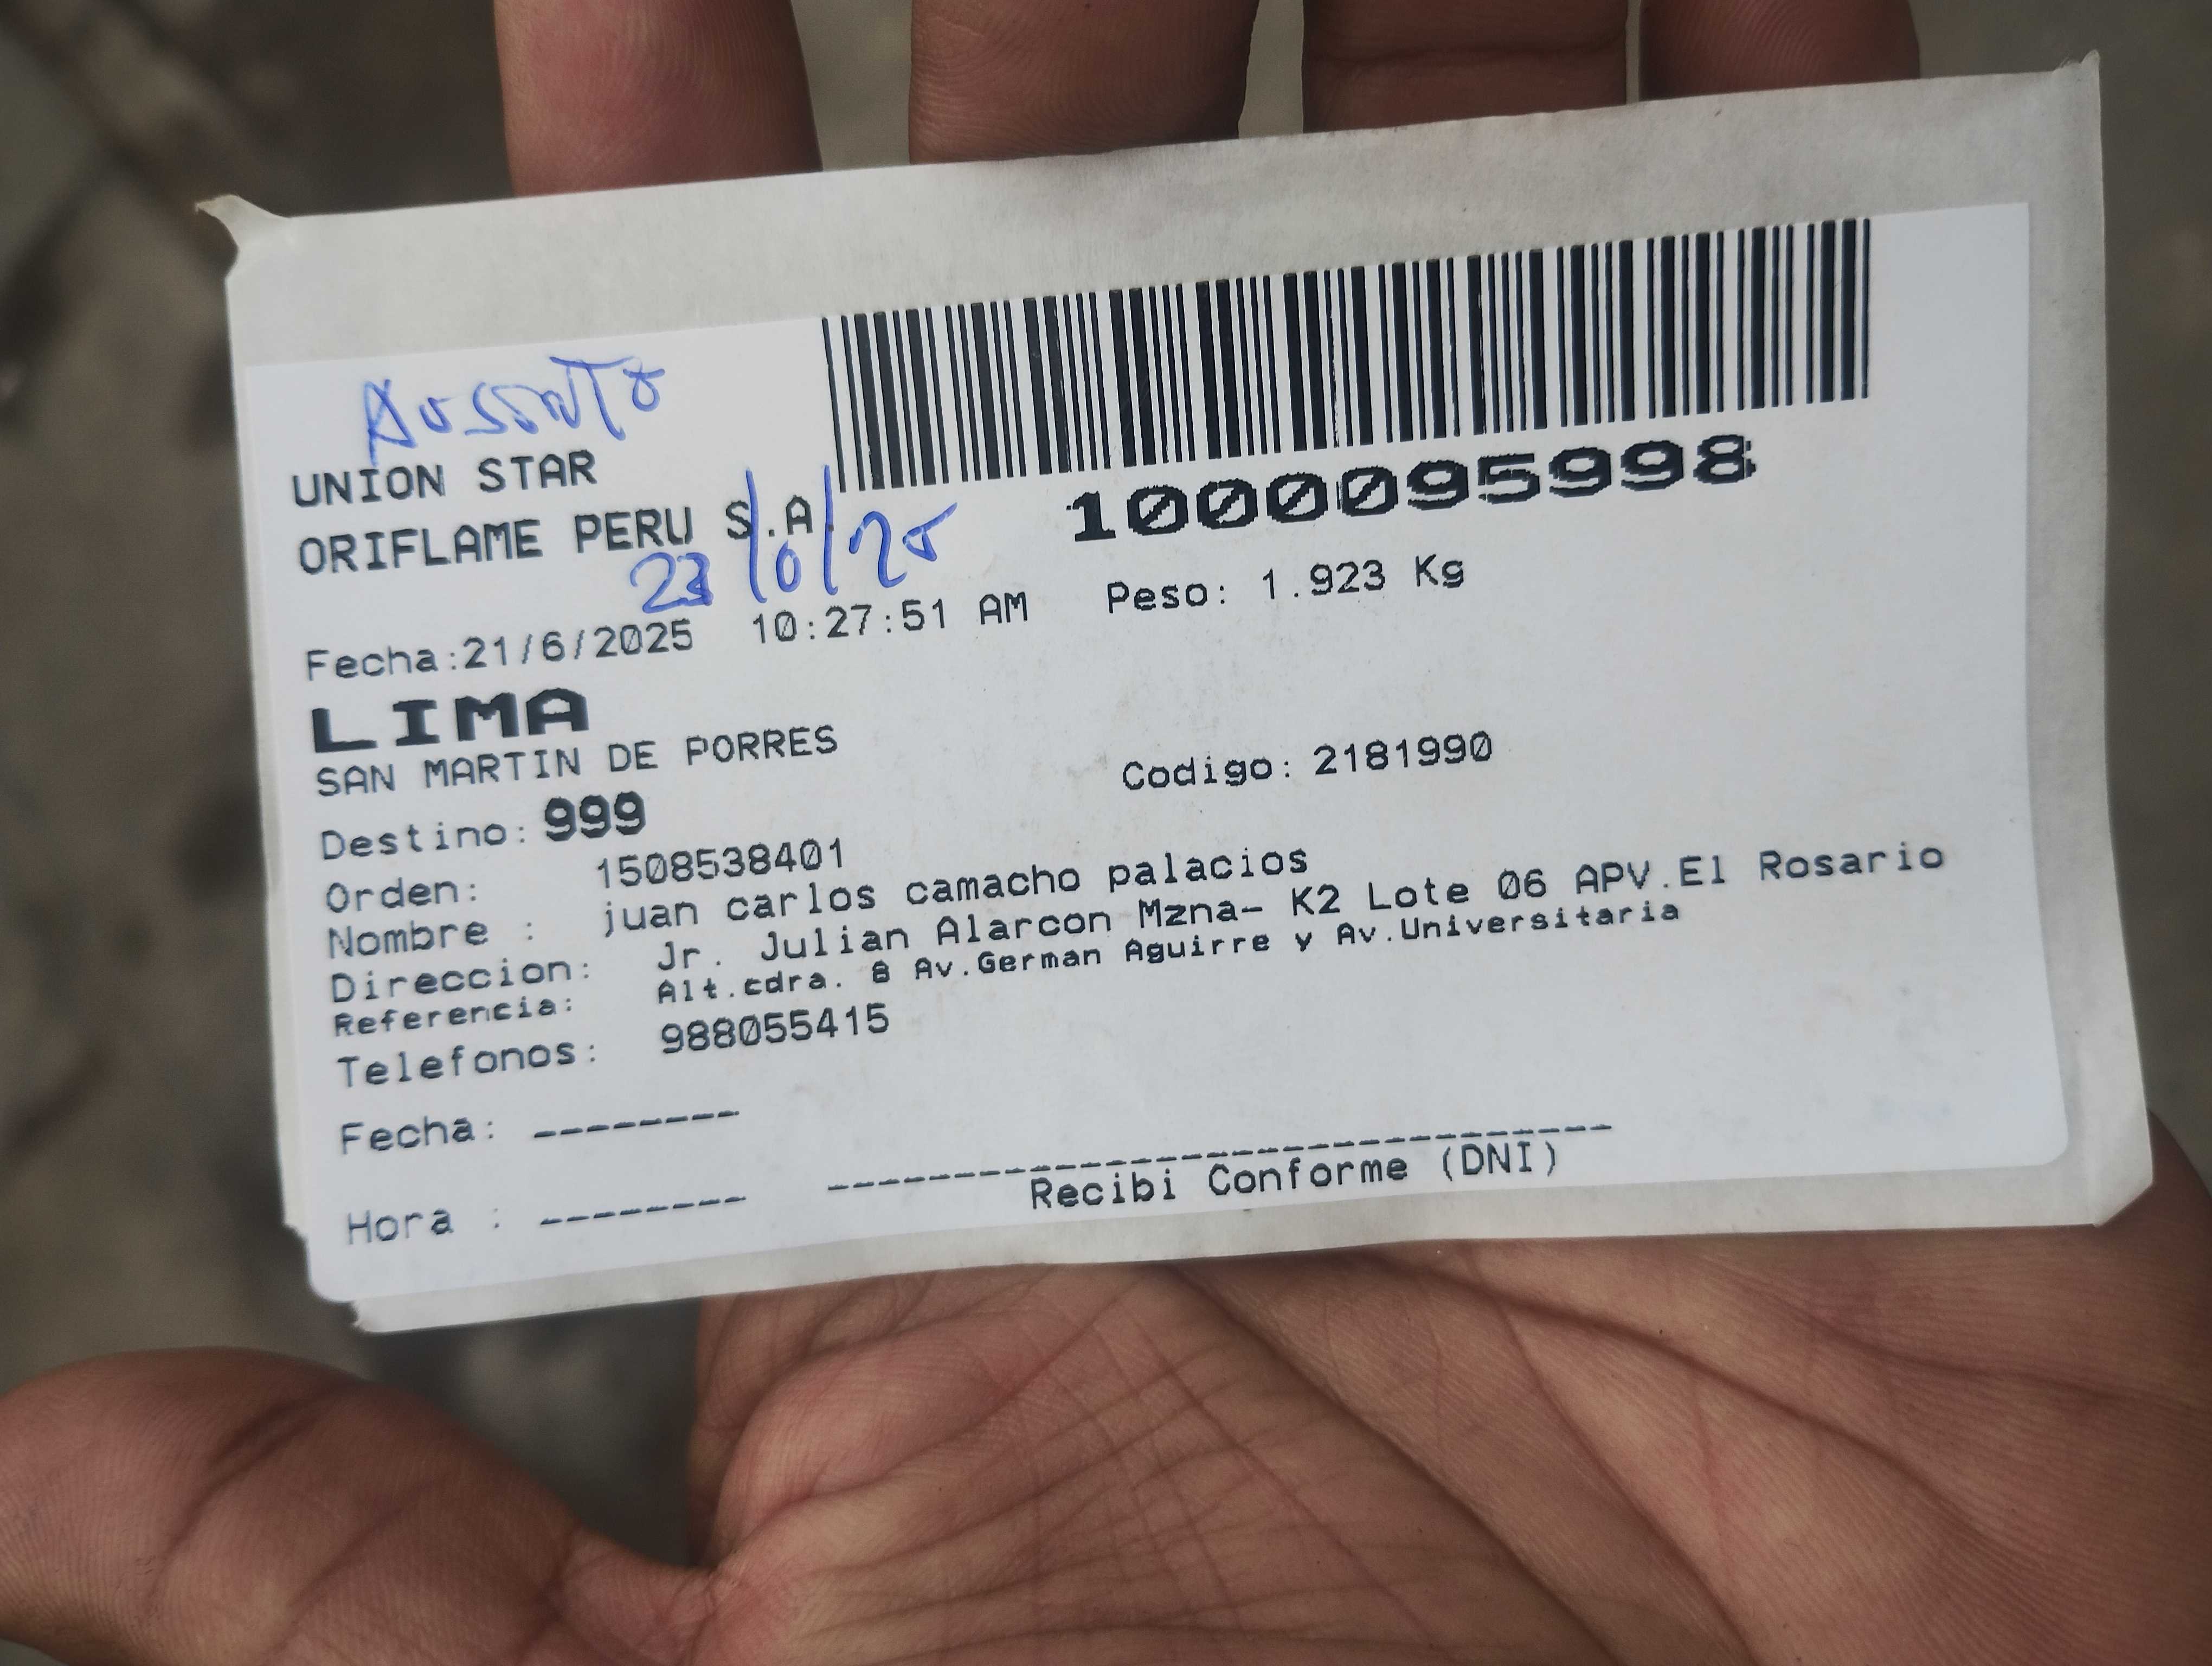 Aussnto
UNION STAR
ORIFLAME PERU S.A.
1000095998
23/0/25
Fecha:21/6/2025 10:27:51 AM Peso: 1.923 Kg
LIMA
SAN MARTIN DE PORRES
Codigo: 2181990
Destino: 999
Orden: 1508538401
Nombre : juan carlos camacho palacios
Direccion: Jr. Julian Alarcon Mzna- K2 Lote 06 APV.El Rosario
Referencia: Alt.cdra. 8 Av.German Aguirre y Av.Universitaria
Telefonos: 988055415
Fecha: --------
Hora : --------
Recibi Conforme (DNI)